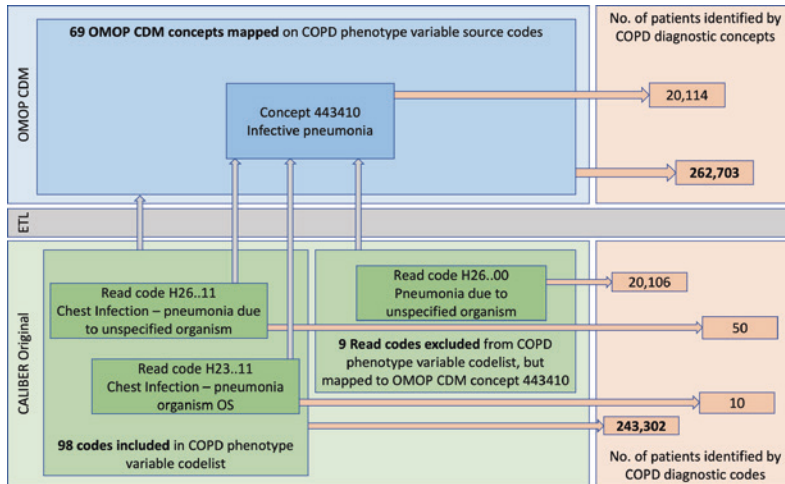 69 OMOP CDM concepts mapped on COPD phenotype variable source codes
No. of patients identified by
COPD diagnostic concepts
OMOP CDM
Concept 443410
Infective pneumonia
20,114
262,703
ETL
CALIBER Original
Read code H26..11
Chest Infection – pneumonia due
to unspecified organism
Read code H26..00
Pneumonia due to
unspecified organism
20,106
50
9 Read codes excluded from COPD
phenotype variable codelist, but
mapped to OMOP CDM concept 443410
Read code H23..11
Chest Infection – pneumonia
organism OS
10
243,302
98 codes included in COPD phenotype
variable codelist
No. of patients identified by
COPD diagnostic codes